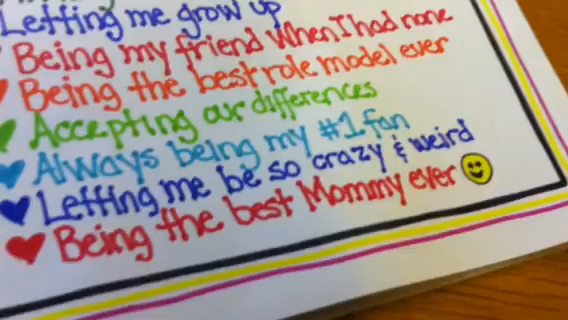 Letting me grow up
Being my friend When I had none
Being the best role model ever
Accepting our differences
Always being my #1 fan
Letting me be so crazy & weird
Being the best Mommy ever